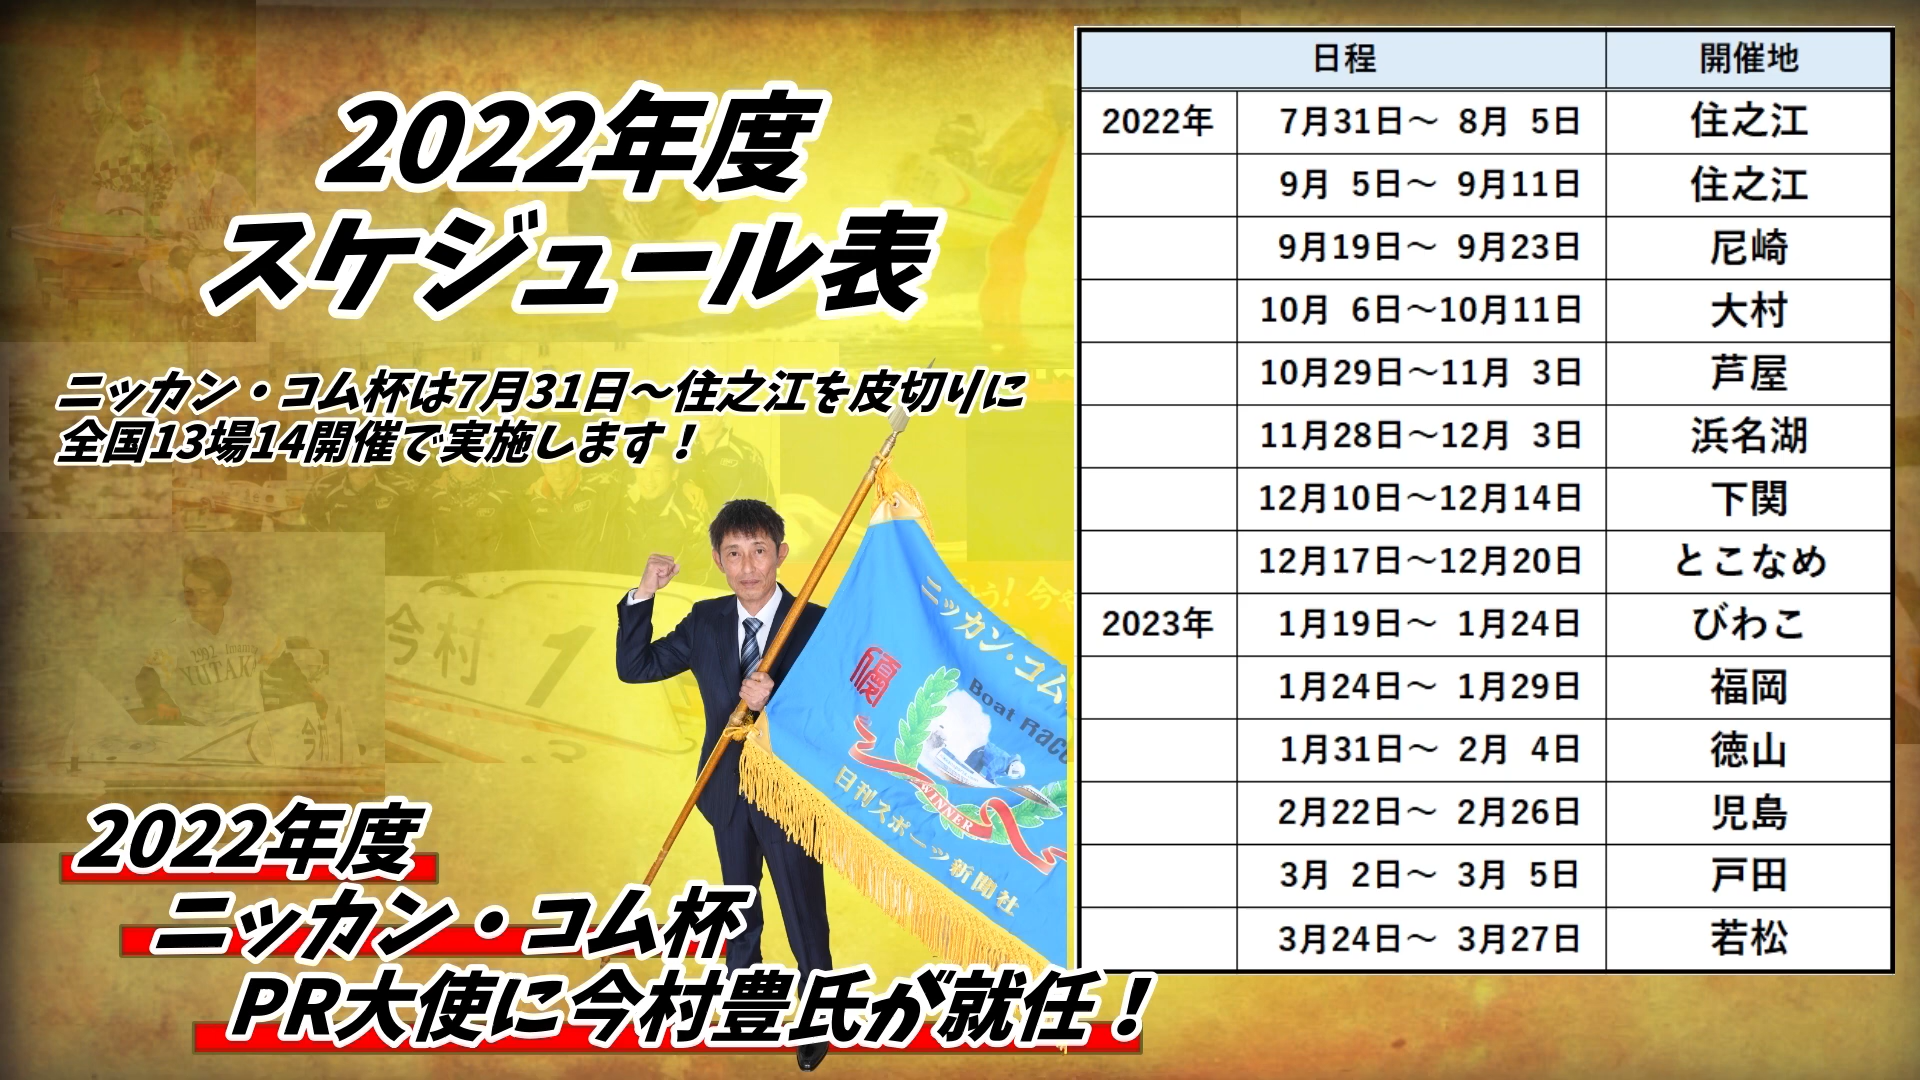 2022年度
スケジュール表
ニッカン・コム杯は7月31日〜住之江を皮切りに
全国13場14開催で実施します！
日程 開催地
2022年 7月31日〜 8月 5日 住之江
9月 5日〜 9月11日 住之江
9月19日〜 9月23日 尼崎
10月 6日〜10月11日 大村
10月29日〜11月 3日 芦屋
11月28日〜12月 3日 浜名湖
12月10日〜12月14日 下関
12月17日〜12月20日 とこなめ
2023年 1月19日〜 1月24日 びわこ
1月24日〜 1月29日 福岡
1月31日〜 2月 4日 徳山
2月22日〜 2月26日 児島
3月 2日〜 3月 5日 戸田
3月24日〜 3月27日 若松
ニッカン・コム
優
Boat Race
WINNER
日刊スポーツ新聞社
今村 1
1992 Imamura
YUTAKA
今村 1
う！今や
2022年度
ニッカン・コム杯
PR大使に今村豊氏が就任！